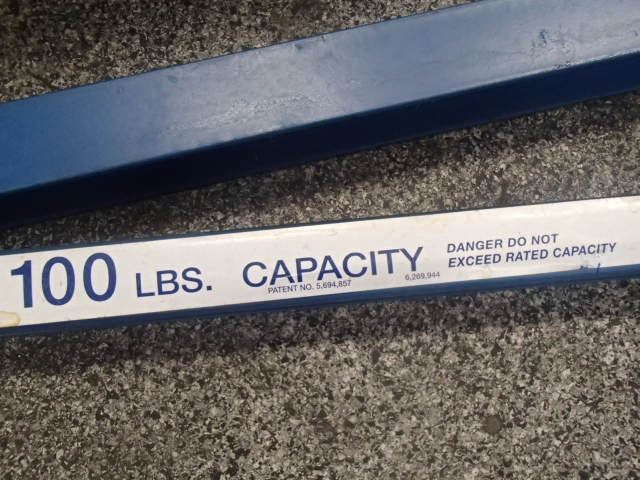 100 LBS. CAPACITY
PATENT NO. 5,694,857 6,269,944
DANGER DO NOT
EXCEED RATED CAPACITY